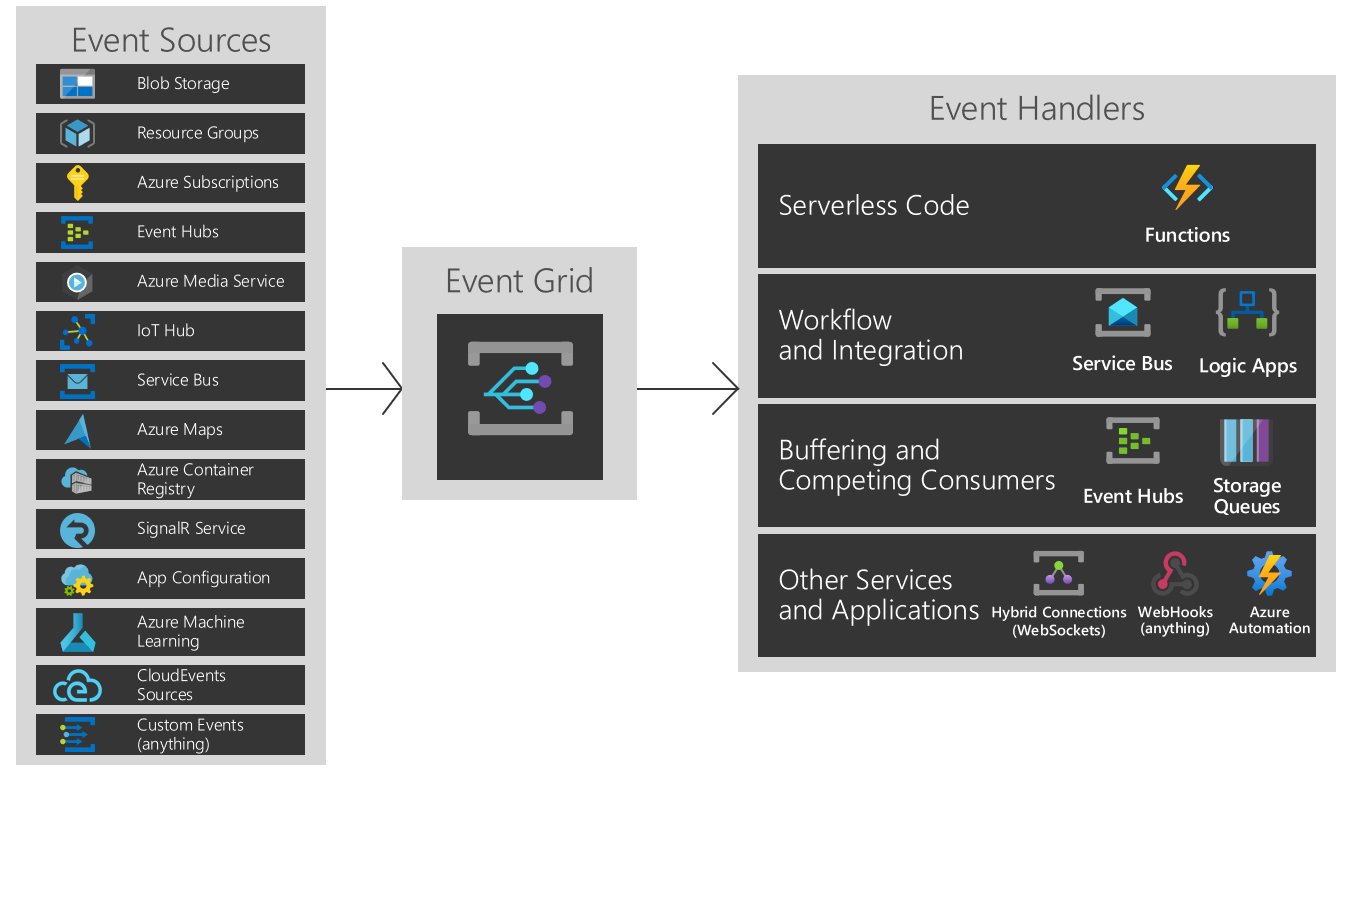 Event Sources
Blob Storage
Resource Groups
Azure Subscriptions
Event Hubs
Azure Media Service
IoT Hub
Service Bus
Azure Maps
Azure Container
Registry
SignalR Service
App Configuration
Azure Machine
Learning
CloudEvents
Sources
Custom Events
(anything)
Event Grid
Event Handlers
Serverless Code
Functions
Workflow
and Integration
Service Bus
Logic Apps
Buffering and
Competing Consumers
Event Hubs
Storage
Queues
Other Services
and Applications
Hybrid Connections
(WebSockets)
WebHooks
(anything)
Azure
Automation